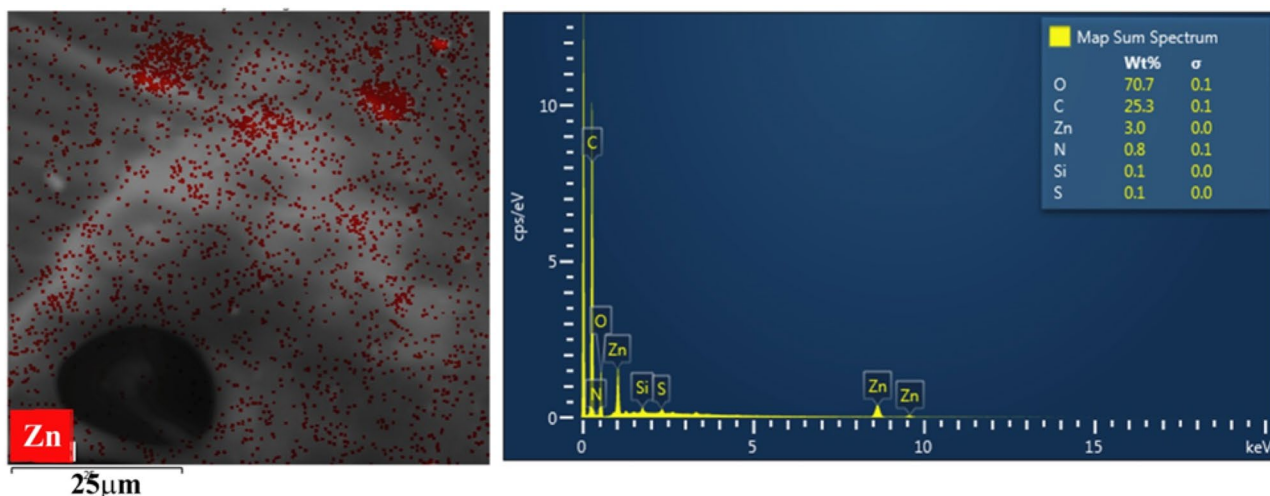 Zn
25
25μm
Map Sum Spectrum
Wt% σ
O 70.7 0.1
C 25.3 0.1
Zn 3.0 0.0
N 0.8 0.1
Si 0.1 0.0
S 0.1 0.0
cps/eV
10
5
0
C
O
Zn
N
Si
S
Zn
Zn
0 5 10 15 keV